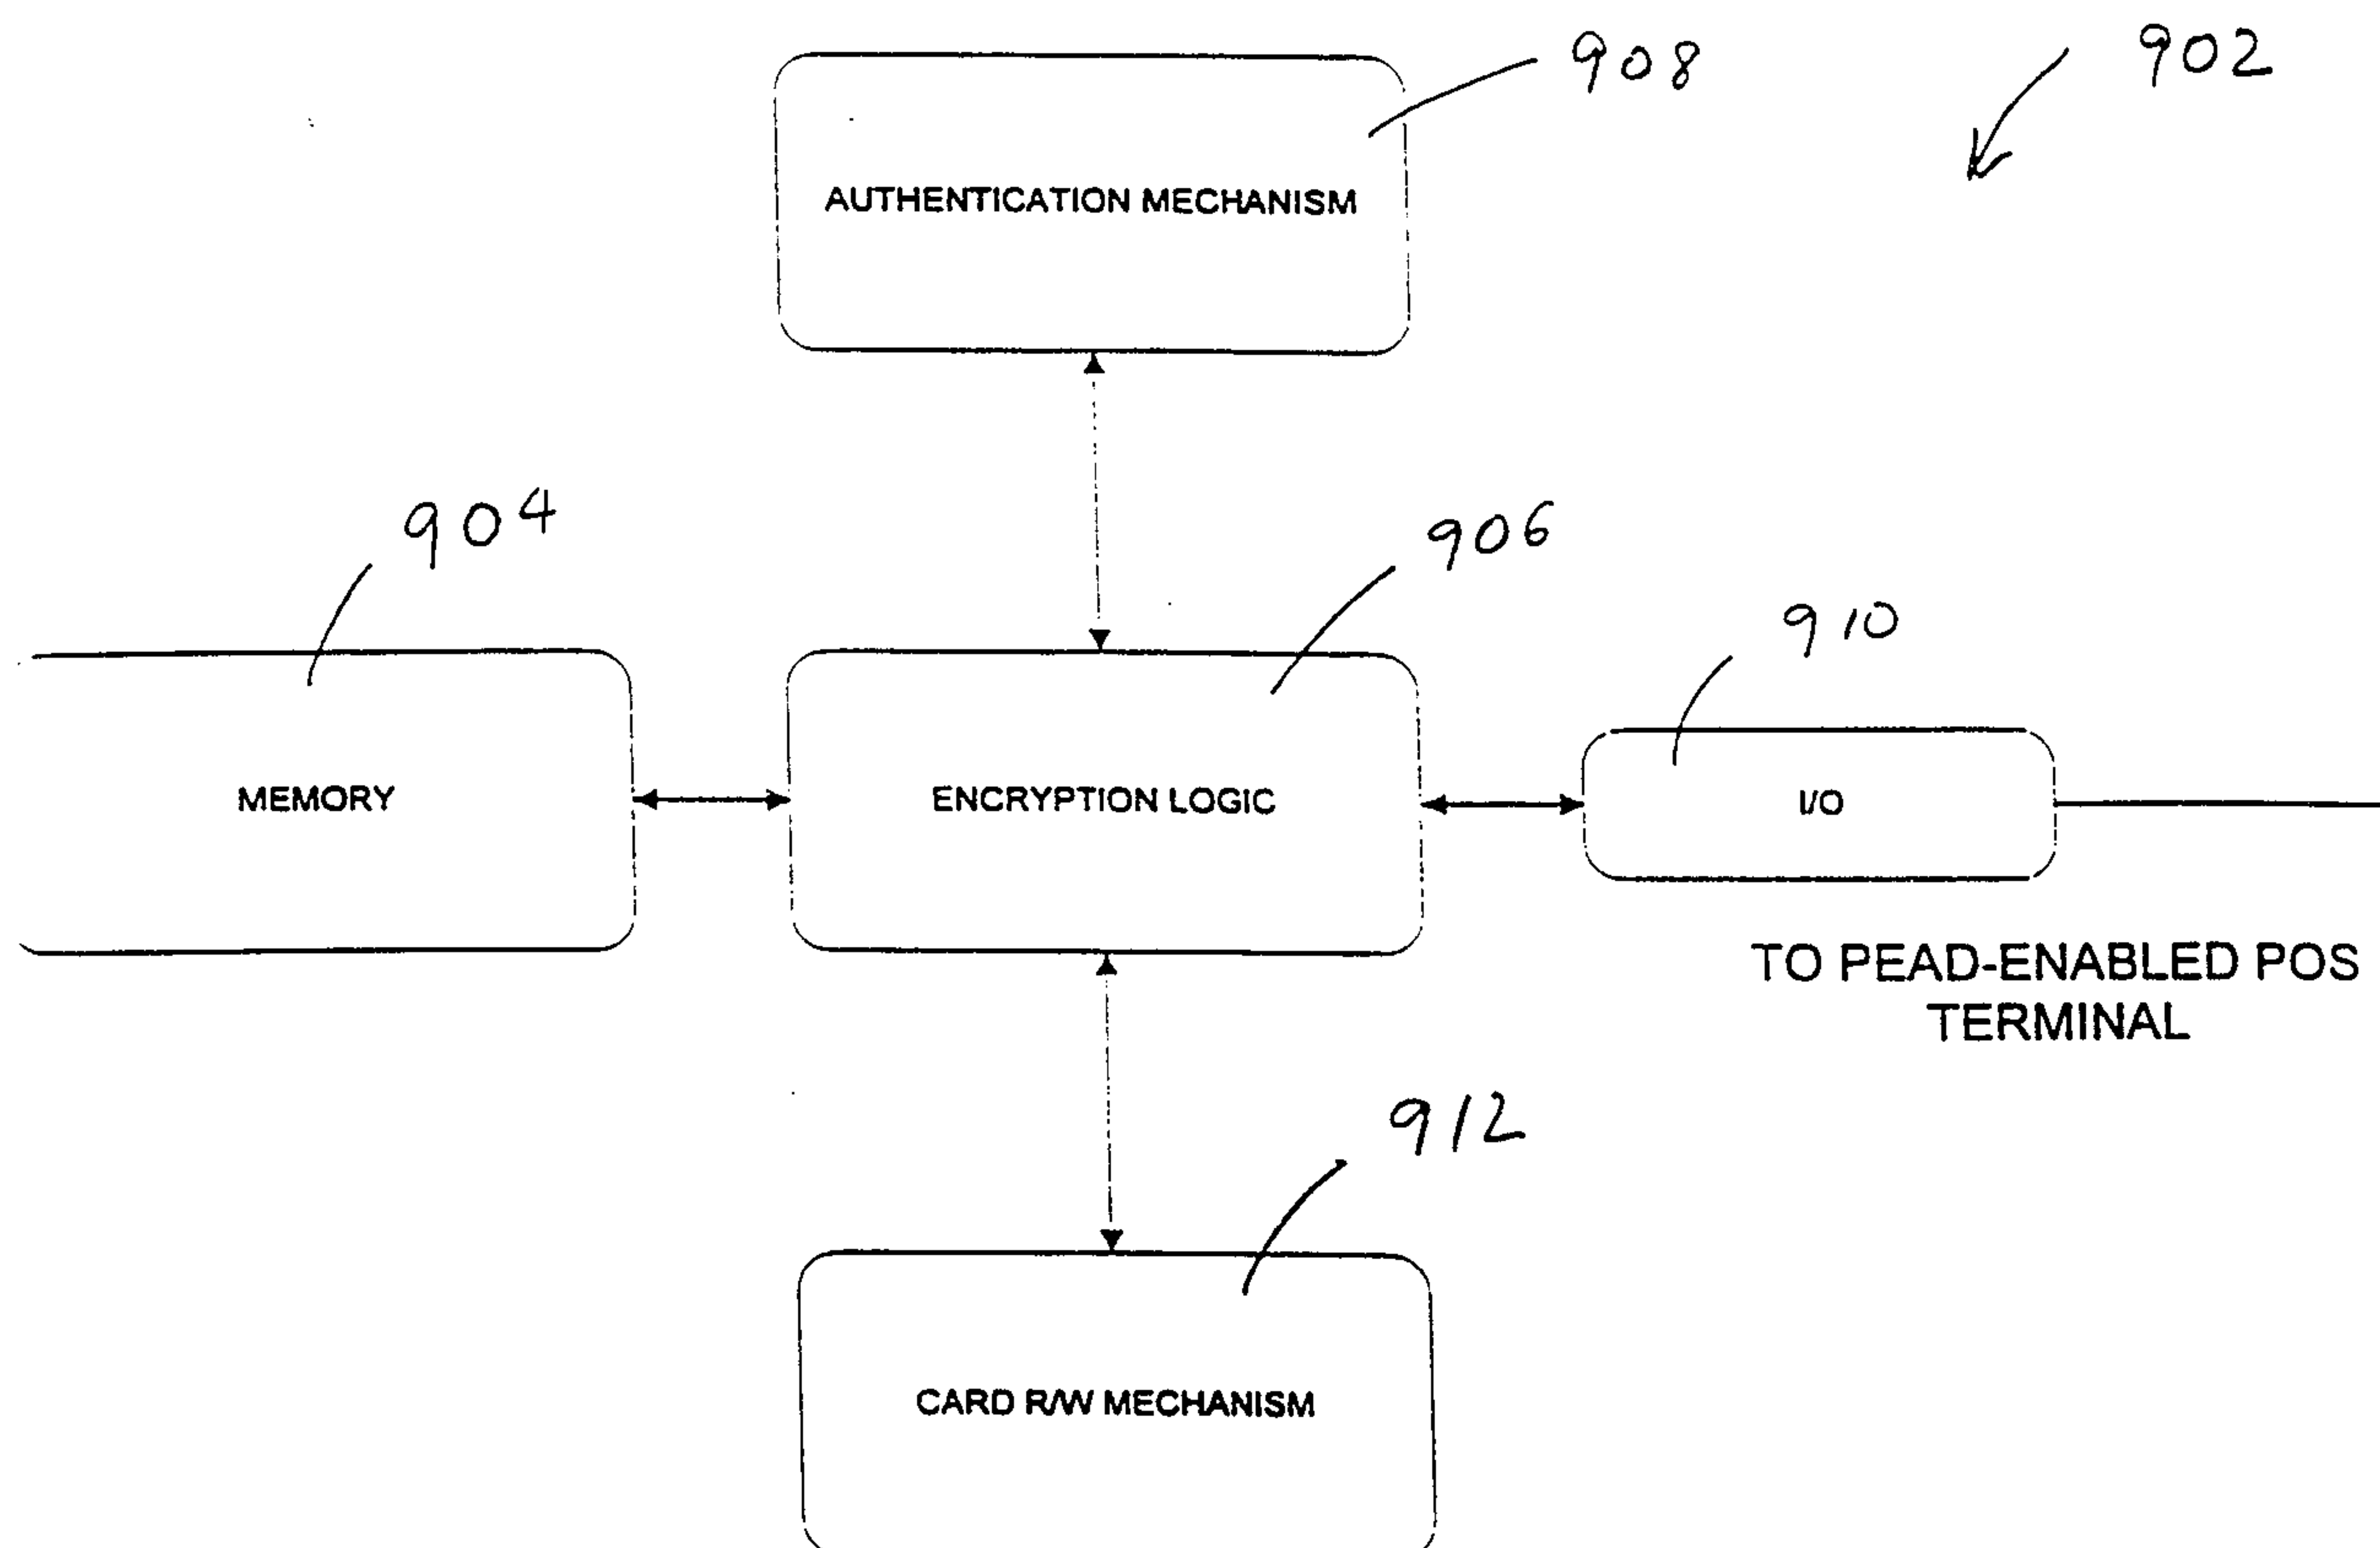 908
902
AUTHENTICATION MECHANISM
904
906
910
MEMORY
ENCRYPTION LOGIC
I/O
TO PEAD-ENABLED POS
TERMINAL
912
CARD R/W MECHANISM